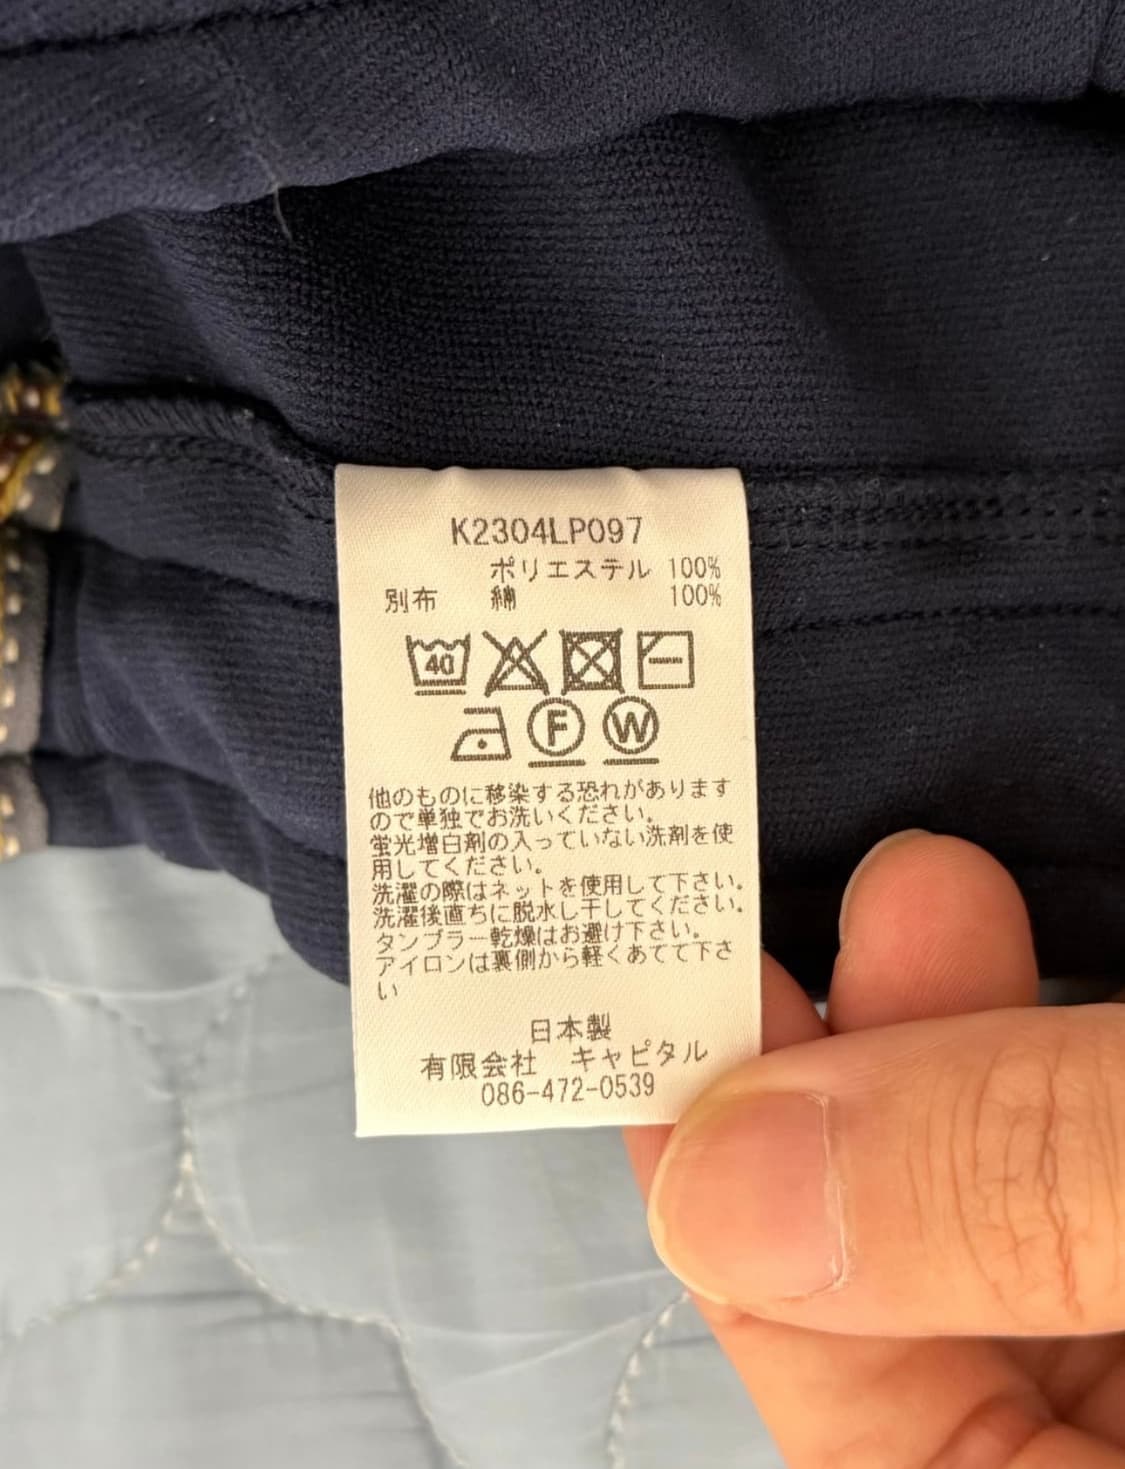 K2304LP097
ポリエステル 100%
別布 綿 100%
40
F W
他のものに移染する恐れがあります
ので単独でお洗いください。
蛍光増白剤の入っていない洗剤を使
用してください。
洗濯の際はネットを使用して下さい。
洗濯後直ちに脱水し干してください。
タンブラー乾燥はお避け下さい。
アイロンは裏側から軽くあてて下さ
い
日本製
有限会社 キャピタル
086-472-0539